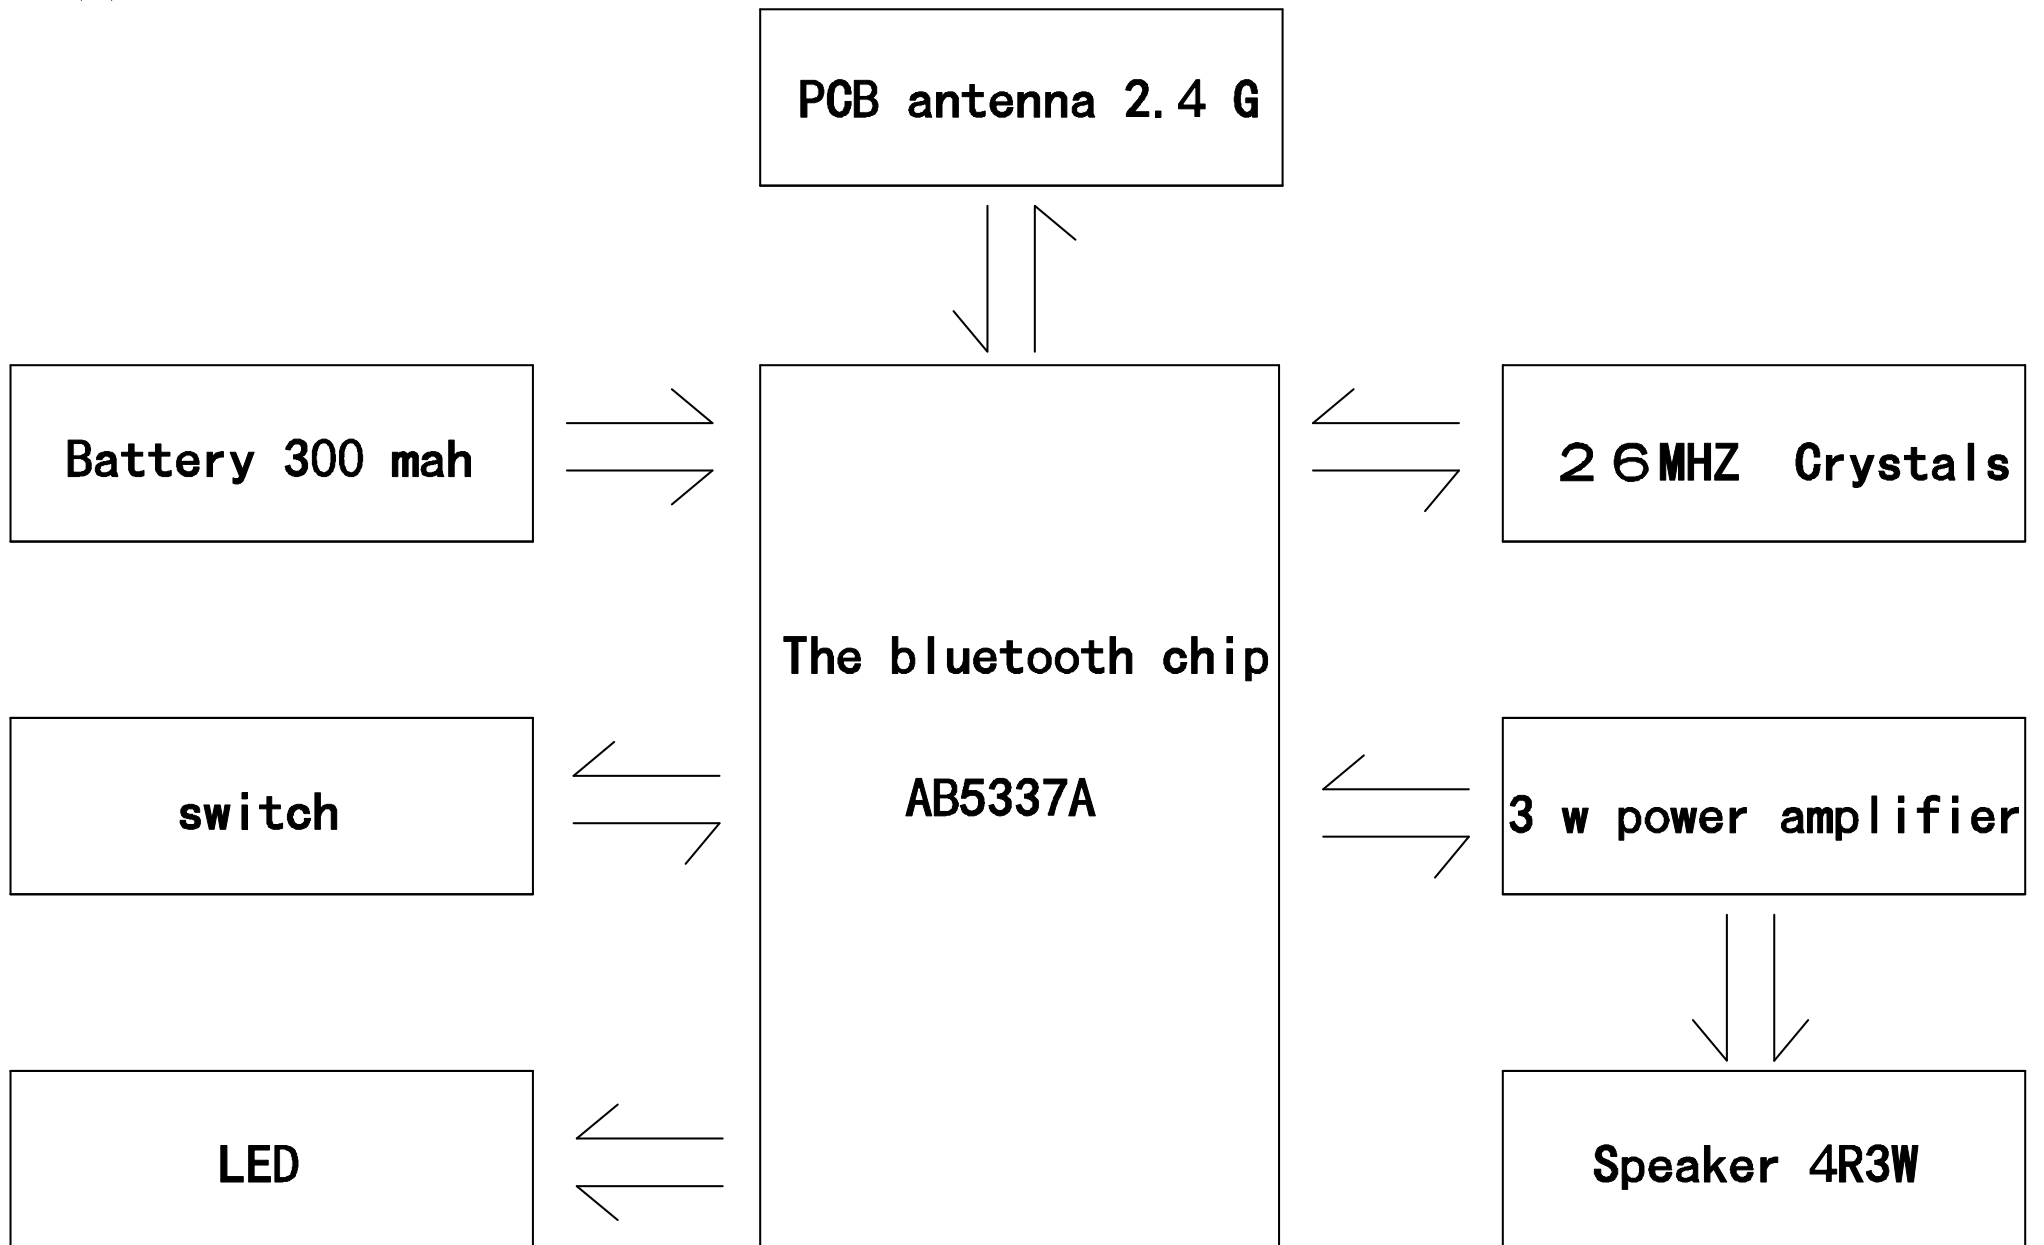 PCB antenna 2.4 G
Battery 300 mah
２６MHZ Crystals
The bluetooth chip
AB5337A
switch
3 w power amplifier
LED
Speaker 4R3W